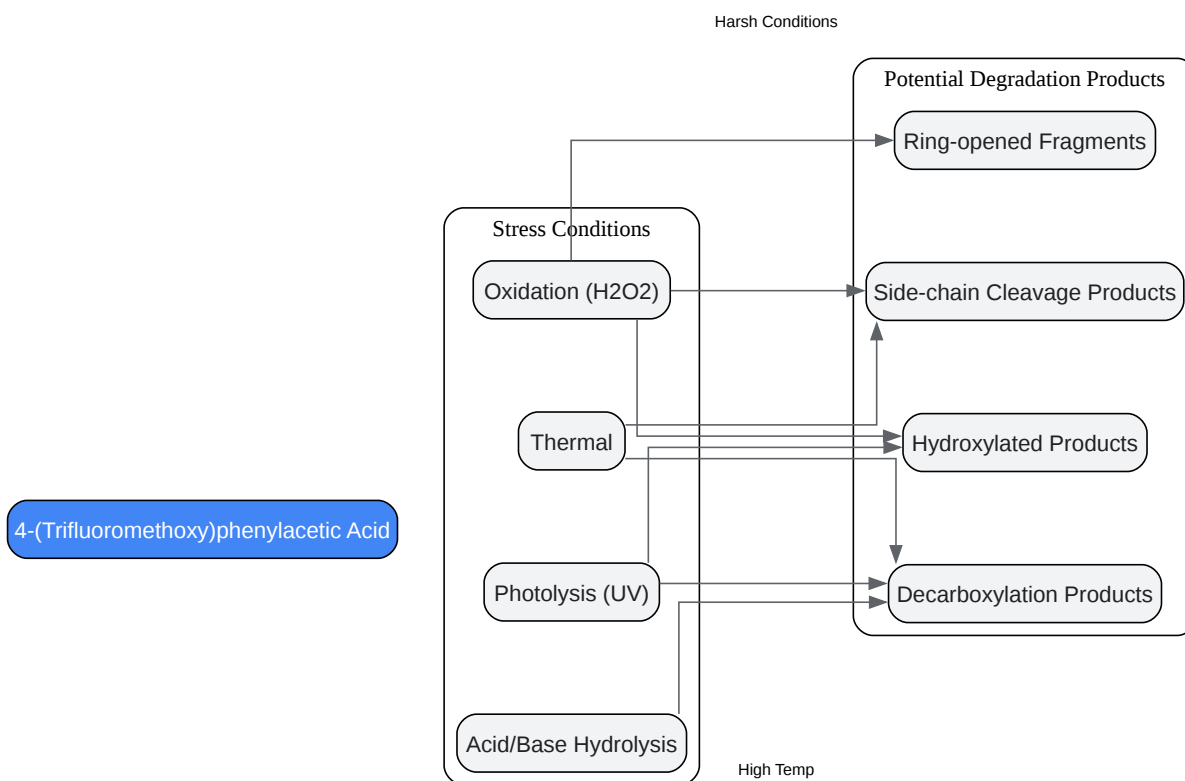 Harsh Conditions
Potential Degradation Products
Ring-opened Fragments
Stress Conditions
Oxidation (H2O2)
Side-chain Cleavage Products
Thermal
Hydroxylated Products
4-(Trifluoromethoxy)phenylacetic Acid
Photolysis (UV)
Decarboxylation Products
Acid/Base Hydrolysis
High Temp